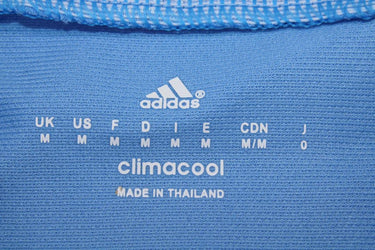 adidas
UK US F D I E CDN J
M M M M M M M/M O
climacool
MADE IN THAILAND